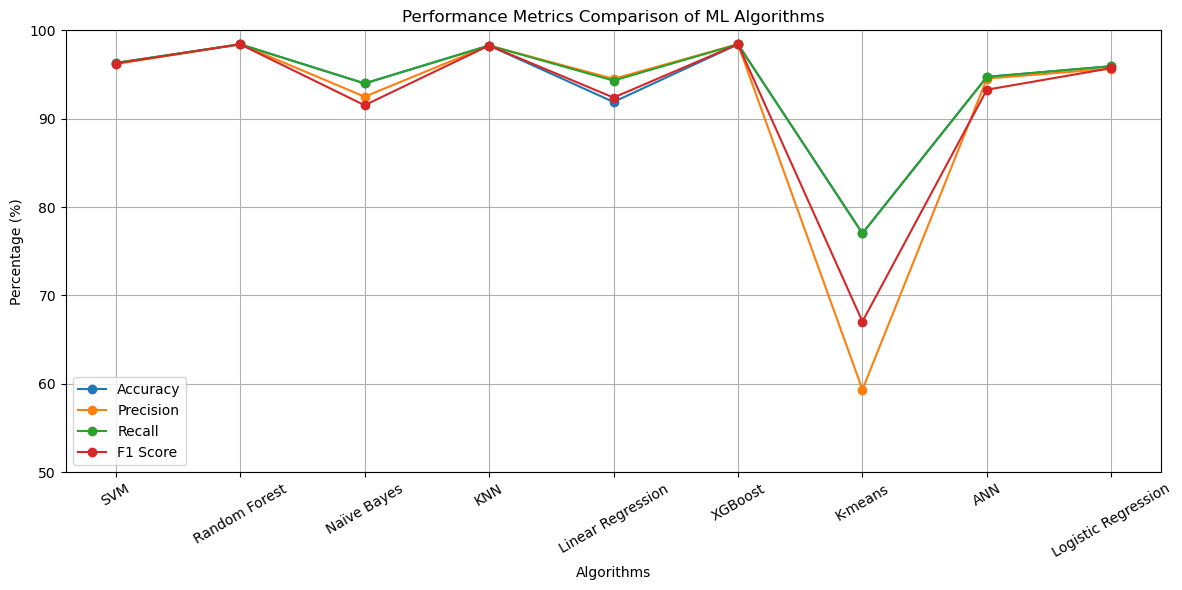 Performance Metrics Comparison of ML Algorithms
Percentage (%)
100
90
80
70
60
50
Accuracy
Precision
Recall
F1 Score
SVM
Random Forest
Naïve Bayes
KNN
Linear Regression
XGBoost
K-means
ANN
Logistic Regression
Algorithms